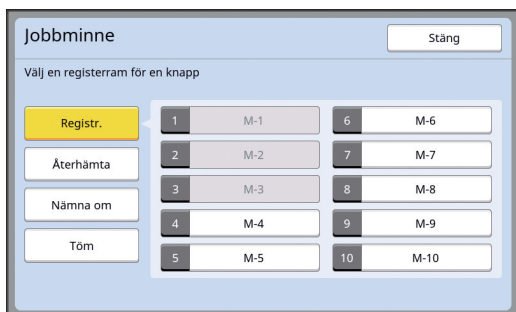 Jobbminne
Stäng
Välj en registerram för en knapp
Registr.
Återhämta
Nämna om
Töm
1 M-1
2 M-2
3 M-3
4 M-4
5 M-5
6 M-6
7 M-7
8 M-8
9 M-9
10 M-10